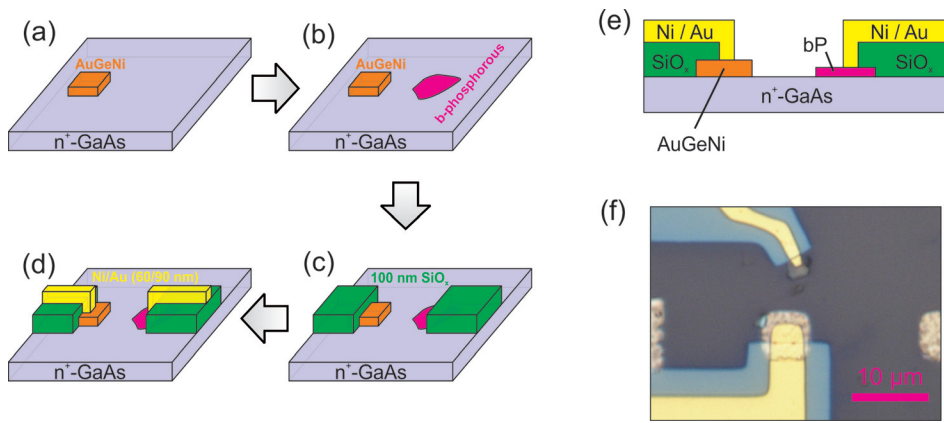 (a)
AuGeNi
n⁺-GaAs
(b)
AuGeNi
b-phosphorous
n⁺-GaAs
(d)
Ni/Au (60/90 nm)
n⁺-GaAs
(c)
100 nm SiOₓ
n⁺-GaAs
(e)
Ni / Au
SiOₓ
bP
Ni / Au
SiOₓ
n⁺-GaAs
AuGeNi
(f)
10 µm